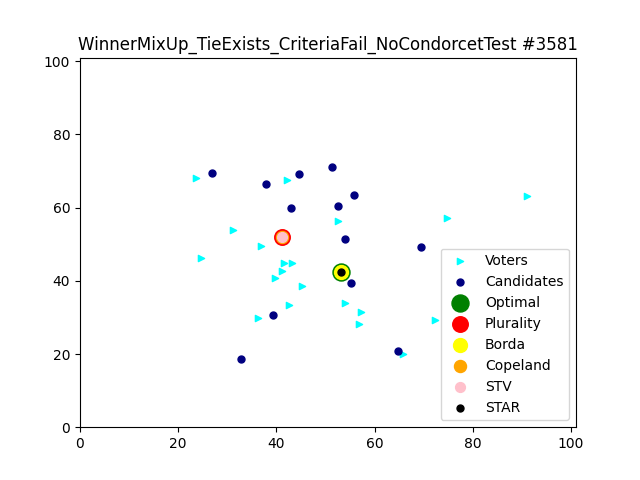 WinnerMixUp_TieExists_CriteriaFail_NoCondorcetTest #3581
100
80
60
40
20
0
0 20 40 60 80 100
Voters
Candidates
Optimal
Plurality
Borda
Copeland
STV
STAR